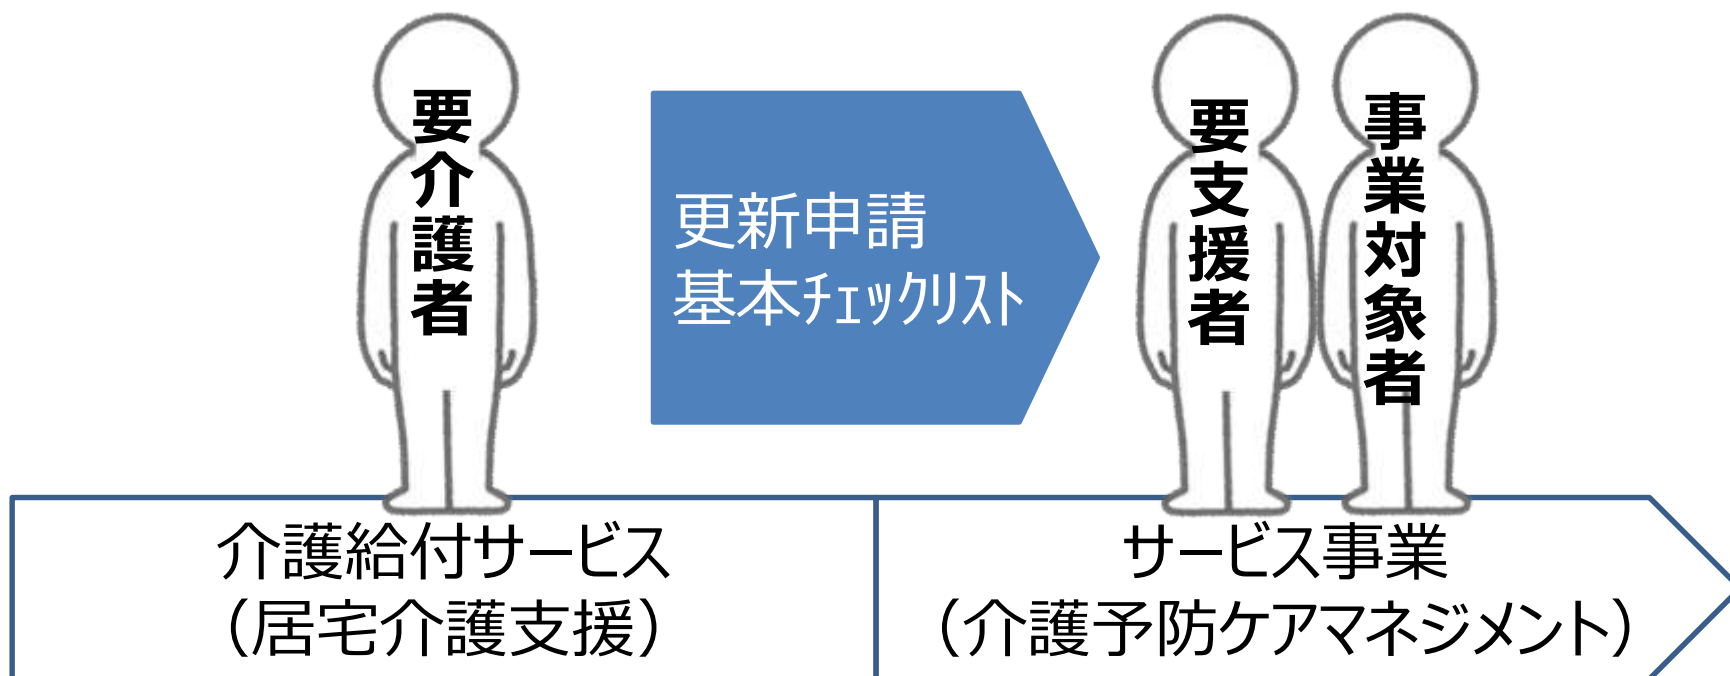 要介護者
更新申請
基本ﾁｪｯｸﾘｽﾄ
要支援者
事業対象者
介護給付サービス
（居宅介護支援）
サービス事業
（介護予防ケアマネジメント）